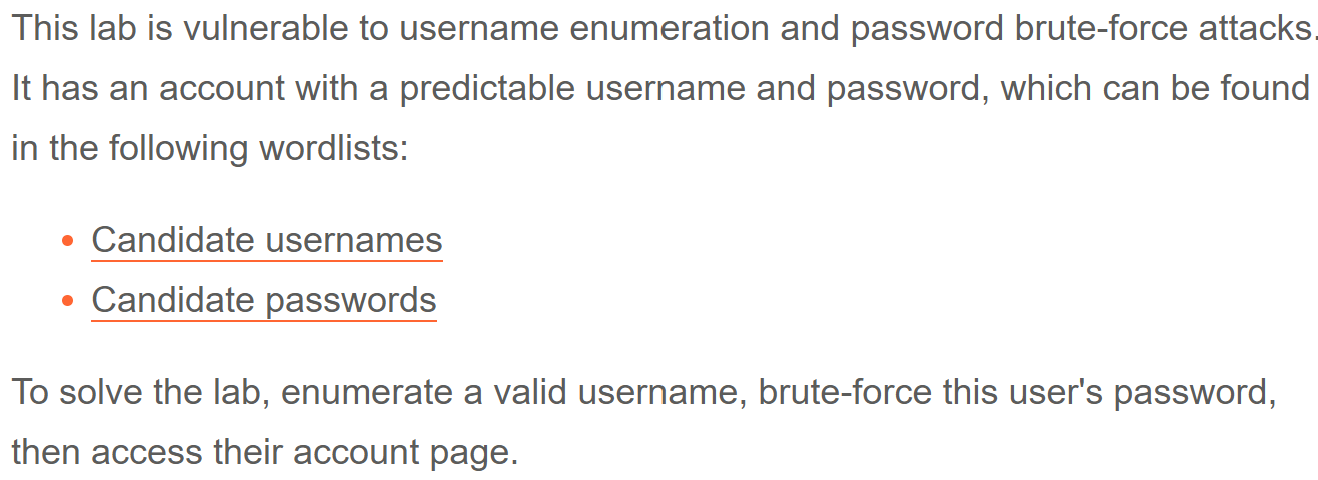 This lab is vulnerable to username enumeration and password brute-force attacks.
It has an account with a predictable username and password, which can be found
in the following wordlists:
Candidate usernames
Candidate passwords
To solve the lab, enumerate a valid username, brute-force this user's password,
then access their account page.